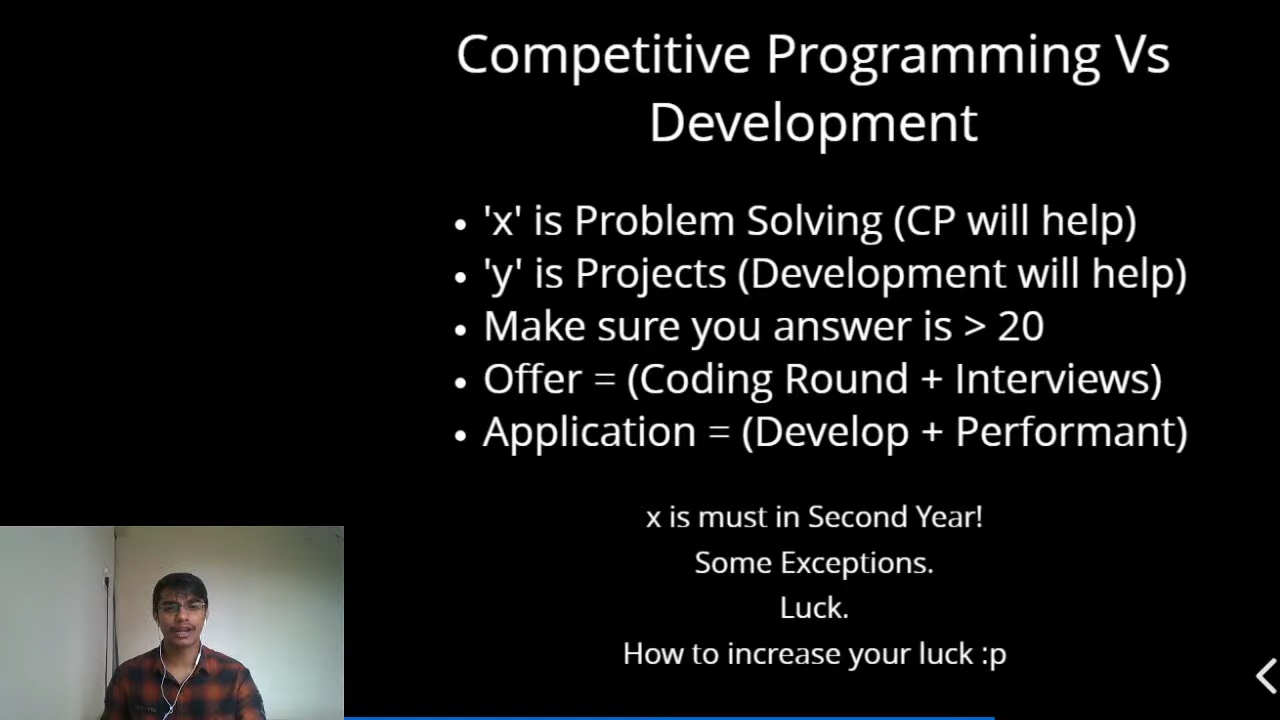 Competitive Programming Vs
Development
• 'x' is Problem Solving (CP will help)
• 'y' is Projects (Development will help)
• Make sure you answer is > 20
• Offer = (Coding Round + Interviews)
• Application = (Develop + Performant)
x is must in Second Year!
Some Exceptions.
Luck.
How to increase your luck :p